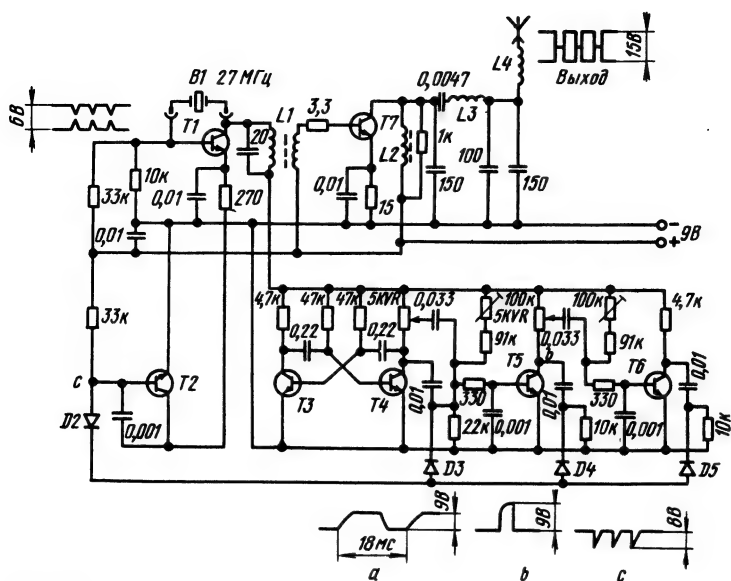 6В
В1 27 МГц
T1
20
L1
3,3
T7
0,0047
L4
Выход
15В
L3
L2
1к
150
100
150
33к
10к
0,01
270
0,01
0,01
15
−
9В
+
33к
4,7к
47к
47к
5KVR
0,033
5KVR
91к
100к
0,033
100к
91к
4,7к
0,22
0,22
c
T2
D2
0,001
T3
T4
0,01
330
22к
0,001
T5
b
0,01
10к
330
0,001
T6
0,01
10к
D3
D4
D5
9В
18мс
a
9В
b
8В
c